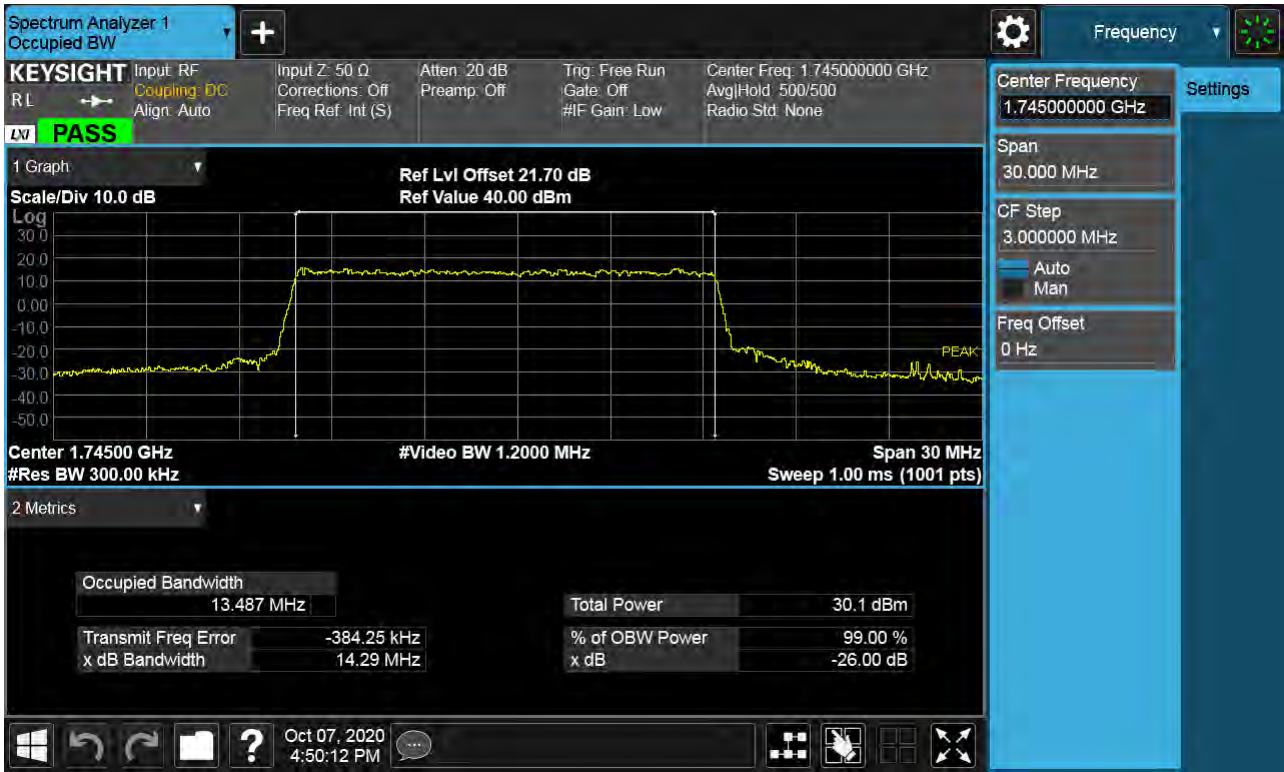 Spectrum Analyzer 1
Occupied BW
+
Frequency
KEYSIGHT Input: RF Input Z: 50 Ω Atten: 20 dB Trig: Free Run Center Freq: 1.745000000 GHz
RL Coupling: DC Corrections: Off Preamp: Off Gate: Off Avg|Hold: 500/500
Align: Auto Freq Ref: Int (S) #IF Gain: Low Radio Std: None
LXI PASS
1 Graph
Ref Lvl Offset 21.70 dB
Scale/Div 10.0 dB Ref Value 40.00 dBm
Log
30.0
20.0
10.0
0.00
-10.0
-20.0
PEAK
-30.0
-40.0
-50.0
Center 1.74500 GHz #Video BW 1.2000 MHz Span 30 MHz
#Res BW 300.00 kHz Sweep 1.00 ms (1001 pts)
2 Metrics
Occupied Bandwidth
13.487 MHz Total Power 30.1 dBm
Transmit Freq Error -384.25 kHz % of OBW Power 99.00 %
x dB Bandwidth 14.29 MHz x dB -26.00 dB
?
Oct 07, 2020
4:50:12 PM
Center Frequency
1.745000000 GHz
Settings
Span
30.000 MHz
CF Step
3.000000 MHz
Auto
Man
Freq Offset
0 Hz